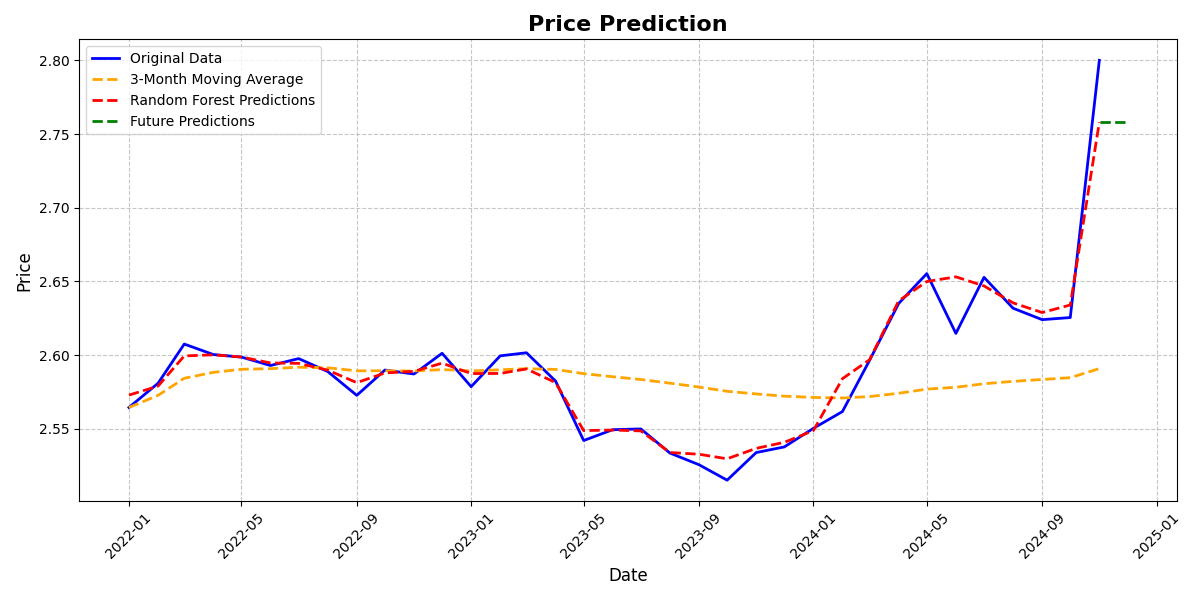 Price Prediction
Original Data
3-Month Moving Average
Random Forest Predictions
Future Predictions
Price
2.80
2.75
2.70
2.65
2.60
2.55
2022-01
2022-05
2022-09
2023-01
2023-05
2023-09
2024-01
2024-05
2024-09
2025-01
Date